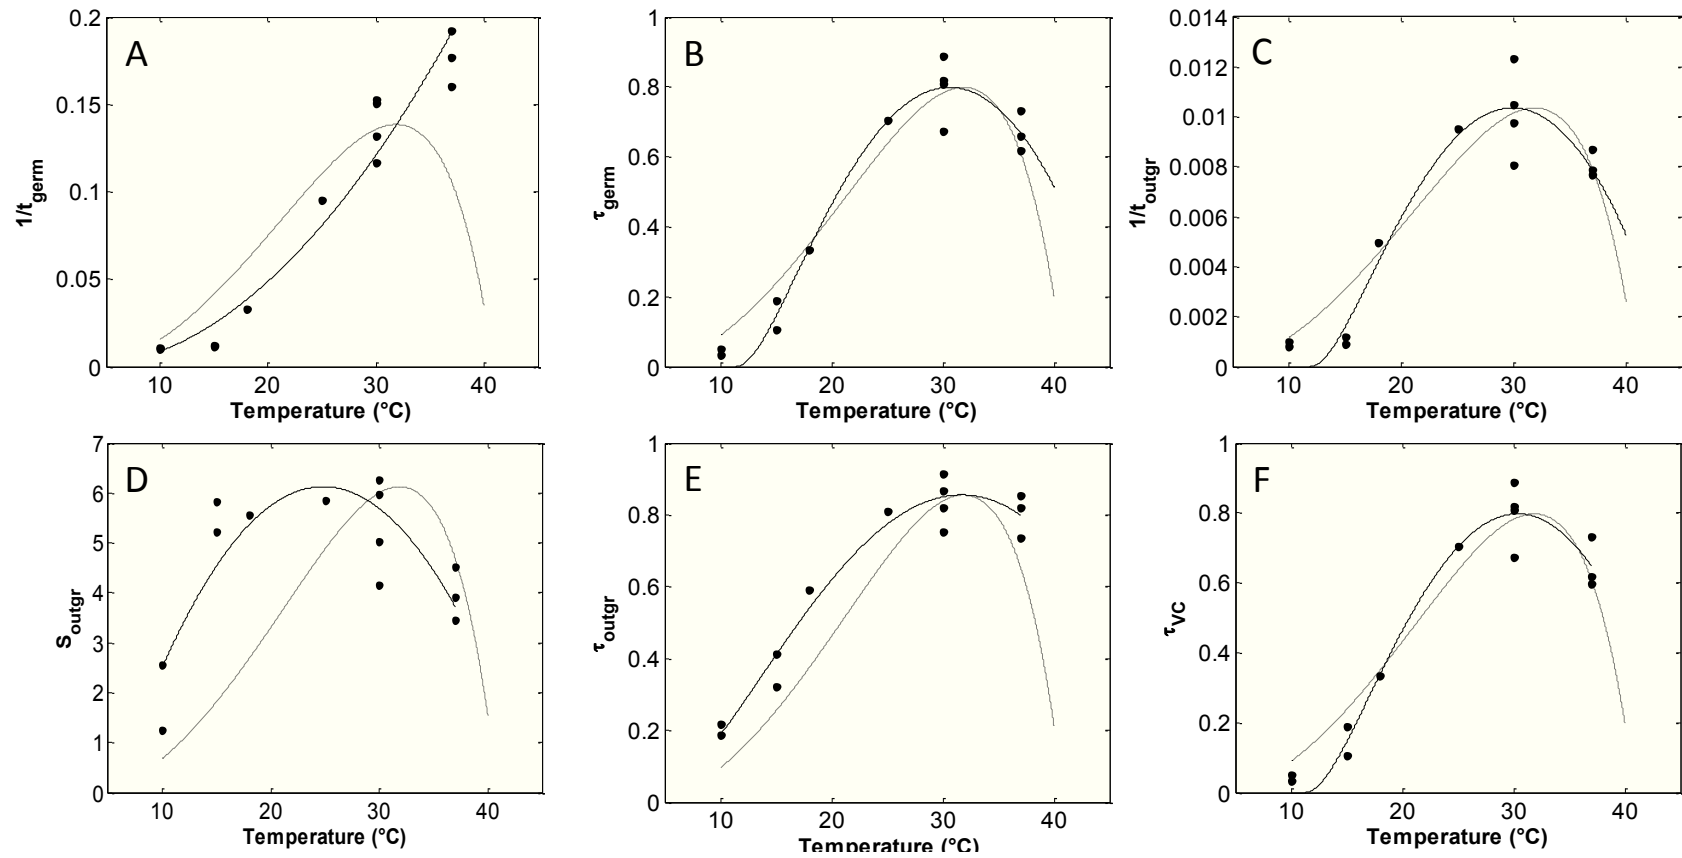 A
0.2
0.15
0.1
0.05
0
1/t_germ
10 20 30 40
Temperature (°C)
B
1
0.8
0.6
0.4
0.2
0
τ_germ
10 20 30 40
Temperature (°C)
C
0.014
0.012
0.01
0.008
0.006
0.004
0.002
0
1/t_outgr
10 20 30 40
Temperature (°C)
D
7
6
5
4
3
2
1
0
S_outgr
10 20 30 40
Temperature (°C)
E
1
0.8
0.6
0.4
0.2
0
τ_outgr
10 20 30 40
Temperature (°C)
F
1
0.8
0.6
0.4
0.2
0
τ_VC
10 20 30 40
Temperature (°C)